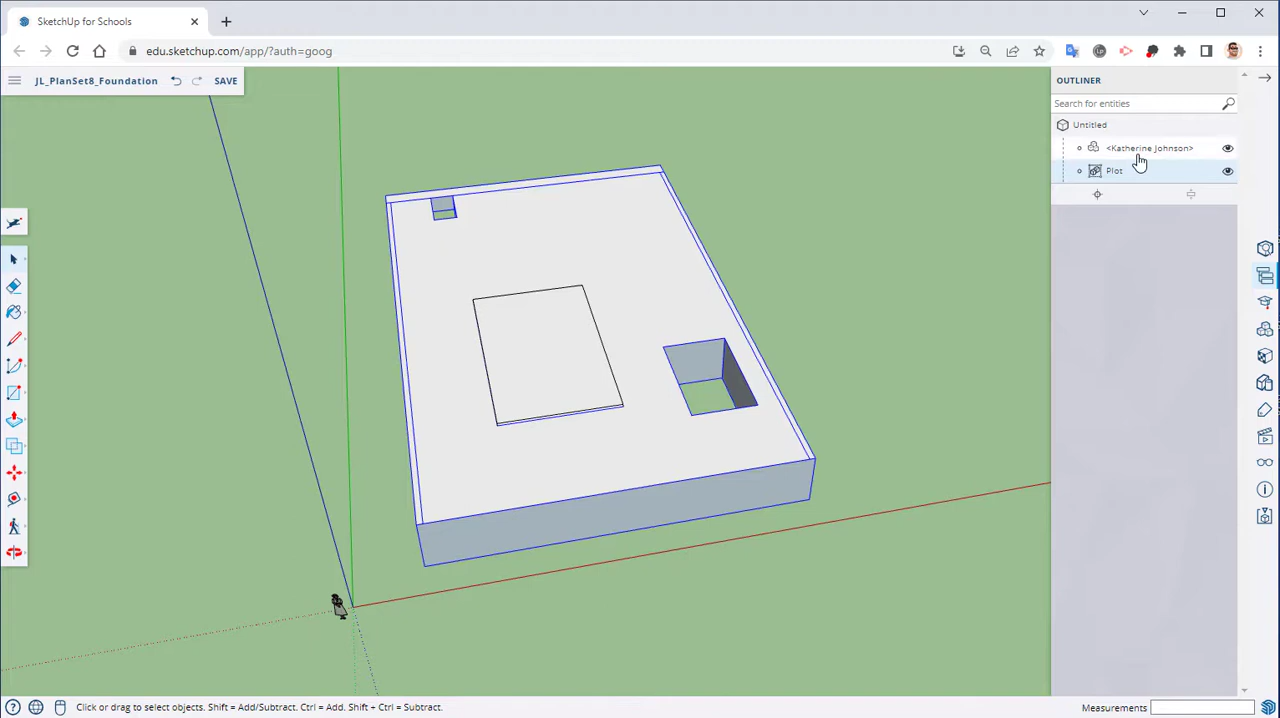 SketchUp for Schools
edu.sketchup.com/app/?auth=goog
JL_PlanSet8_Foundation
SAVE
OUTLINER
Search for entities
Untitled
<Katherine Johnson>
Plot
Click or drag to select objects. Shift = Add/Subtract. Ctrl = Add. Shift + Ctrl = Subtract.
Measurements